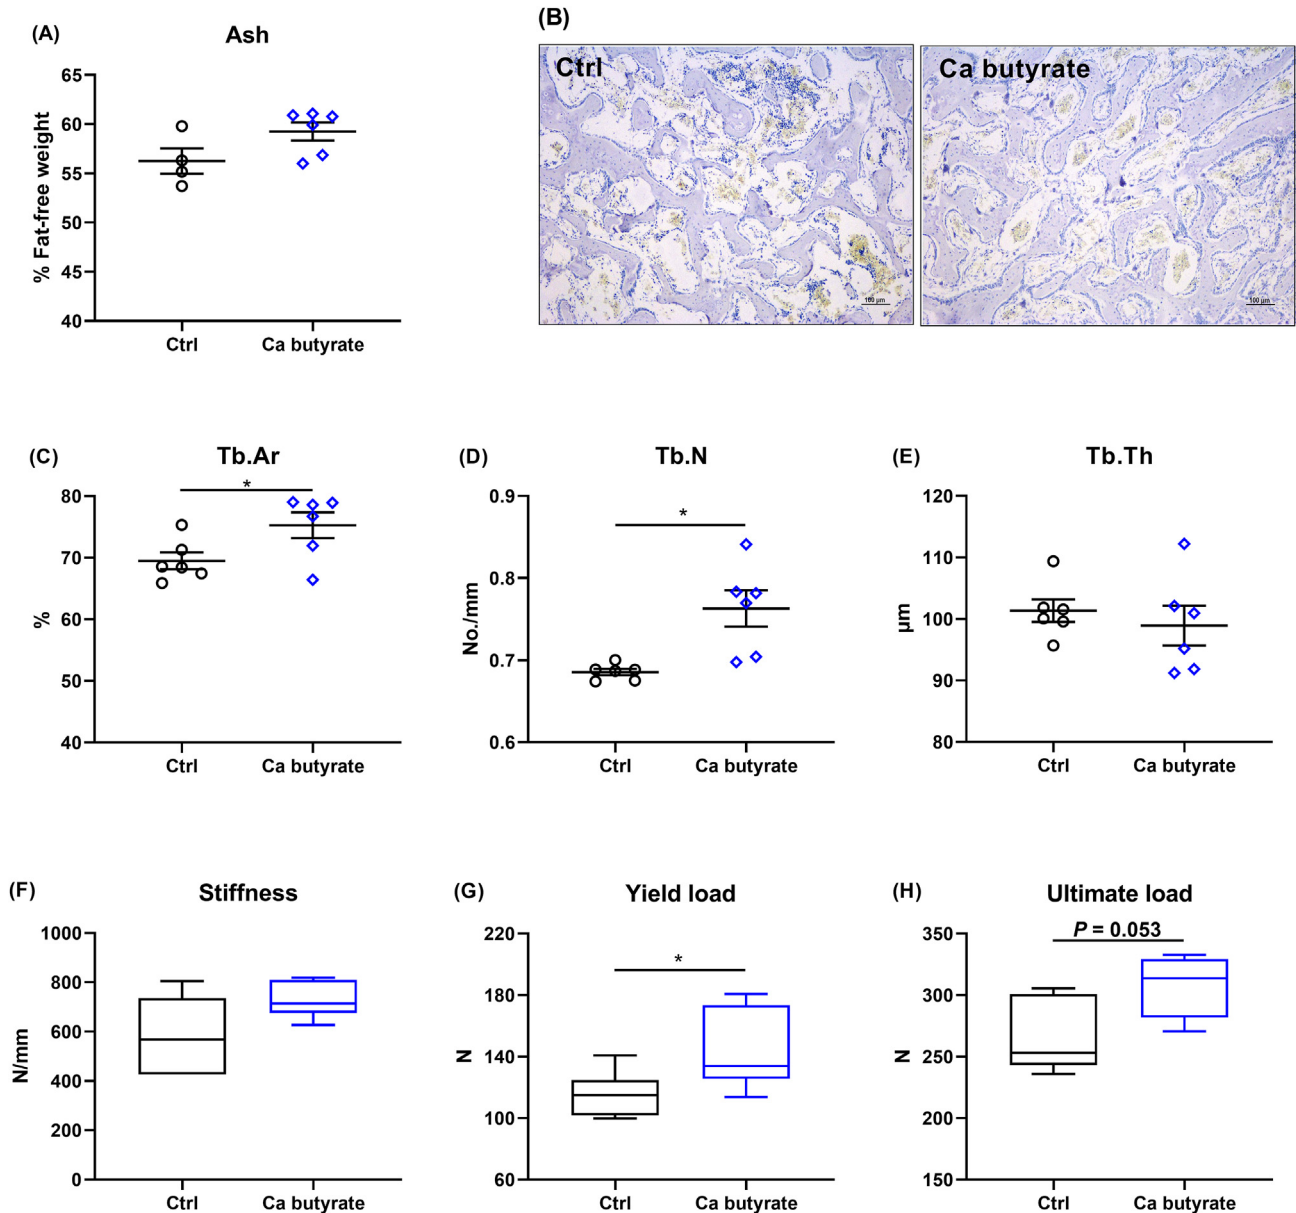 (A)
Ash
% Fat-free weight
65
60
55
50
45
40
Ctrl Ca butyrate
(B)
Ctrl
100 µm
Ca butyrate
100 µm
(C)
Tb.Ar
%
80
70
60
50
40
*
Ctrl Ca butyrate
(D)
Tb.N
No./mm
0.9
0.8
0.7
0.6
*
Ctrl Ca butyrate
(E)
Tb.Th
µm
120
110
100
90
80
Ctrl Ca butyrate
(F)
Stiffness
N/mm
1000
800
600
400
200
0
Ctrl Ca butyrate
(G)
Yield load
N
220
180
140
100
60
*
Ctrl Ca butyrate
(H)
Ultimate load
N
350
300
250
200
150
P = 0.053
Ctrl Ca butyrate